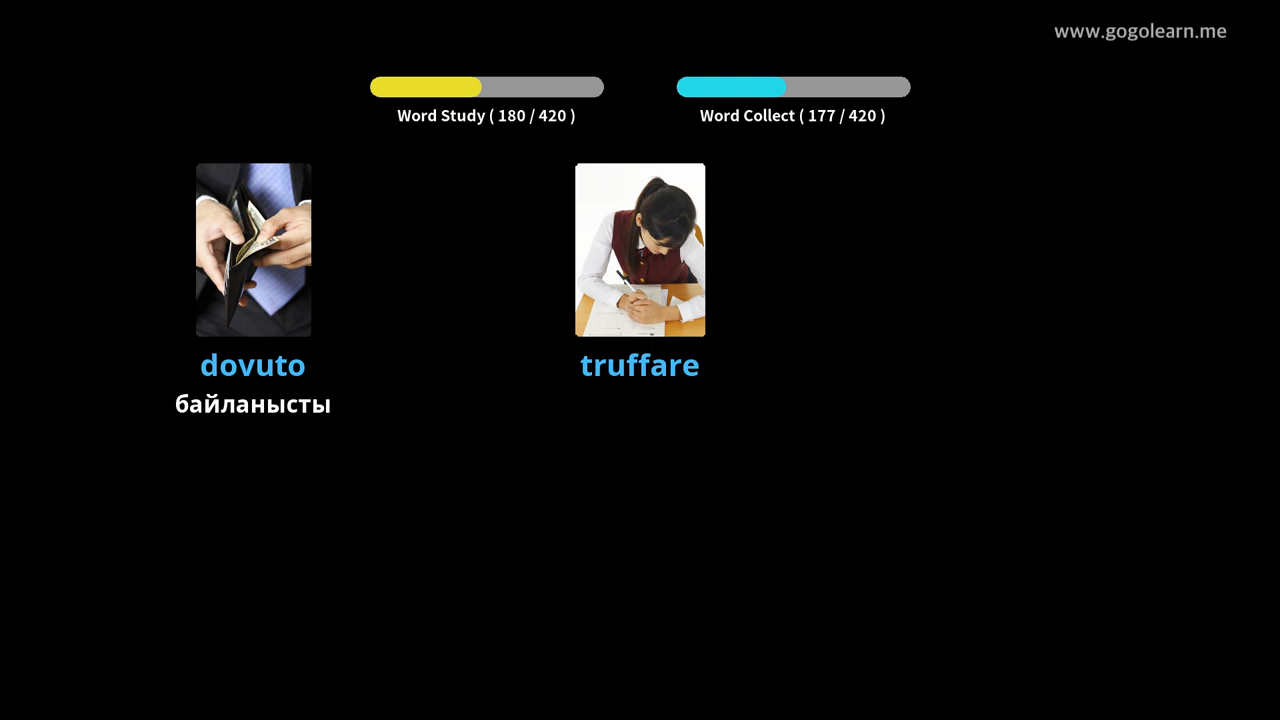 www.gogolearn.me
Word Study ( 180 / 420 )
Word Collect ( 177 / 420 )
dovuto
truffare
байланысты